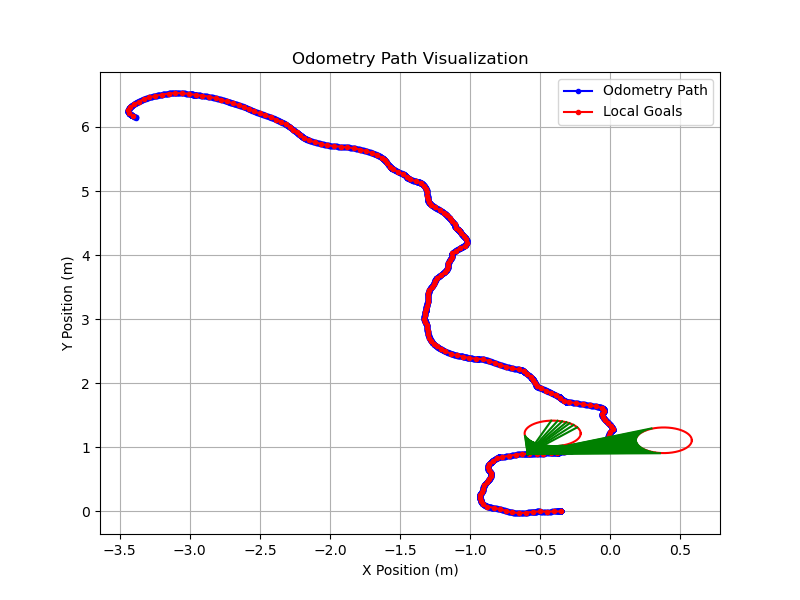 Odometry Path Visualization
Odometry Path
Local Goals
Y Position (m)
6
5
4
3
2
1
0
−3.5 −3.0 −2.5 −2.0 −1.5 −1.0 −0.5 0.0 0.5
X Position (m)